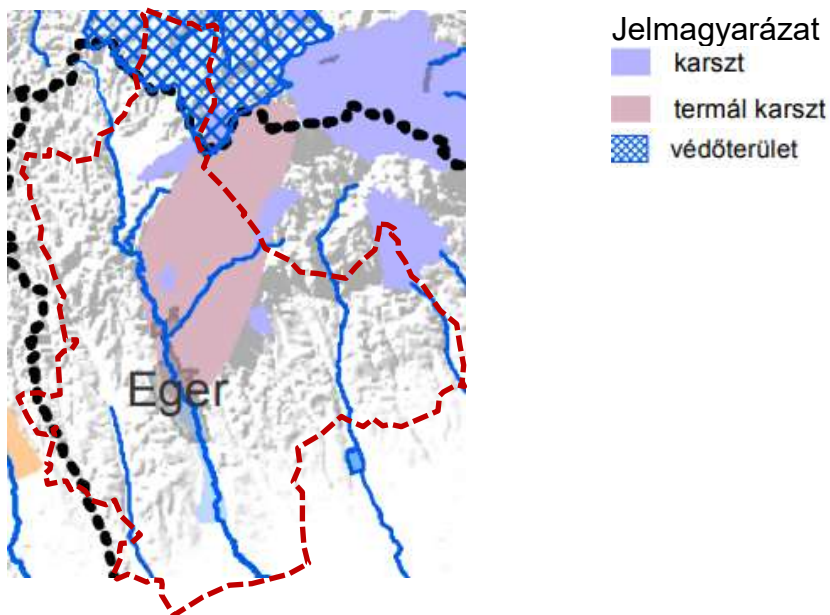 Jelmagyarázat
karszt
termál karszt
védőterület
Eger